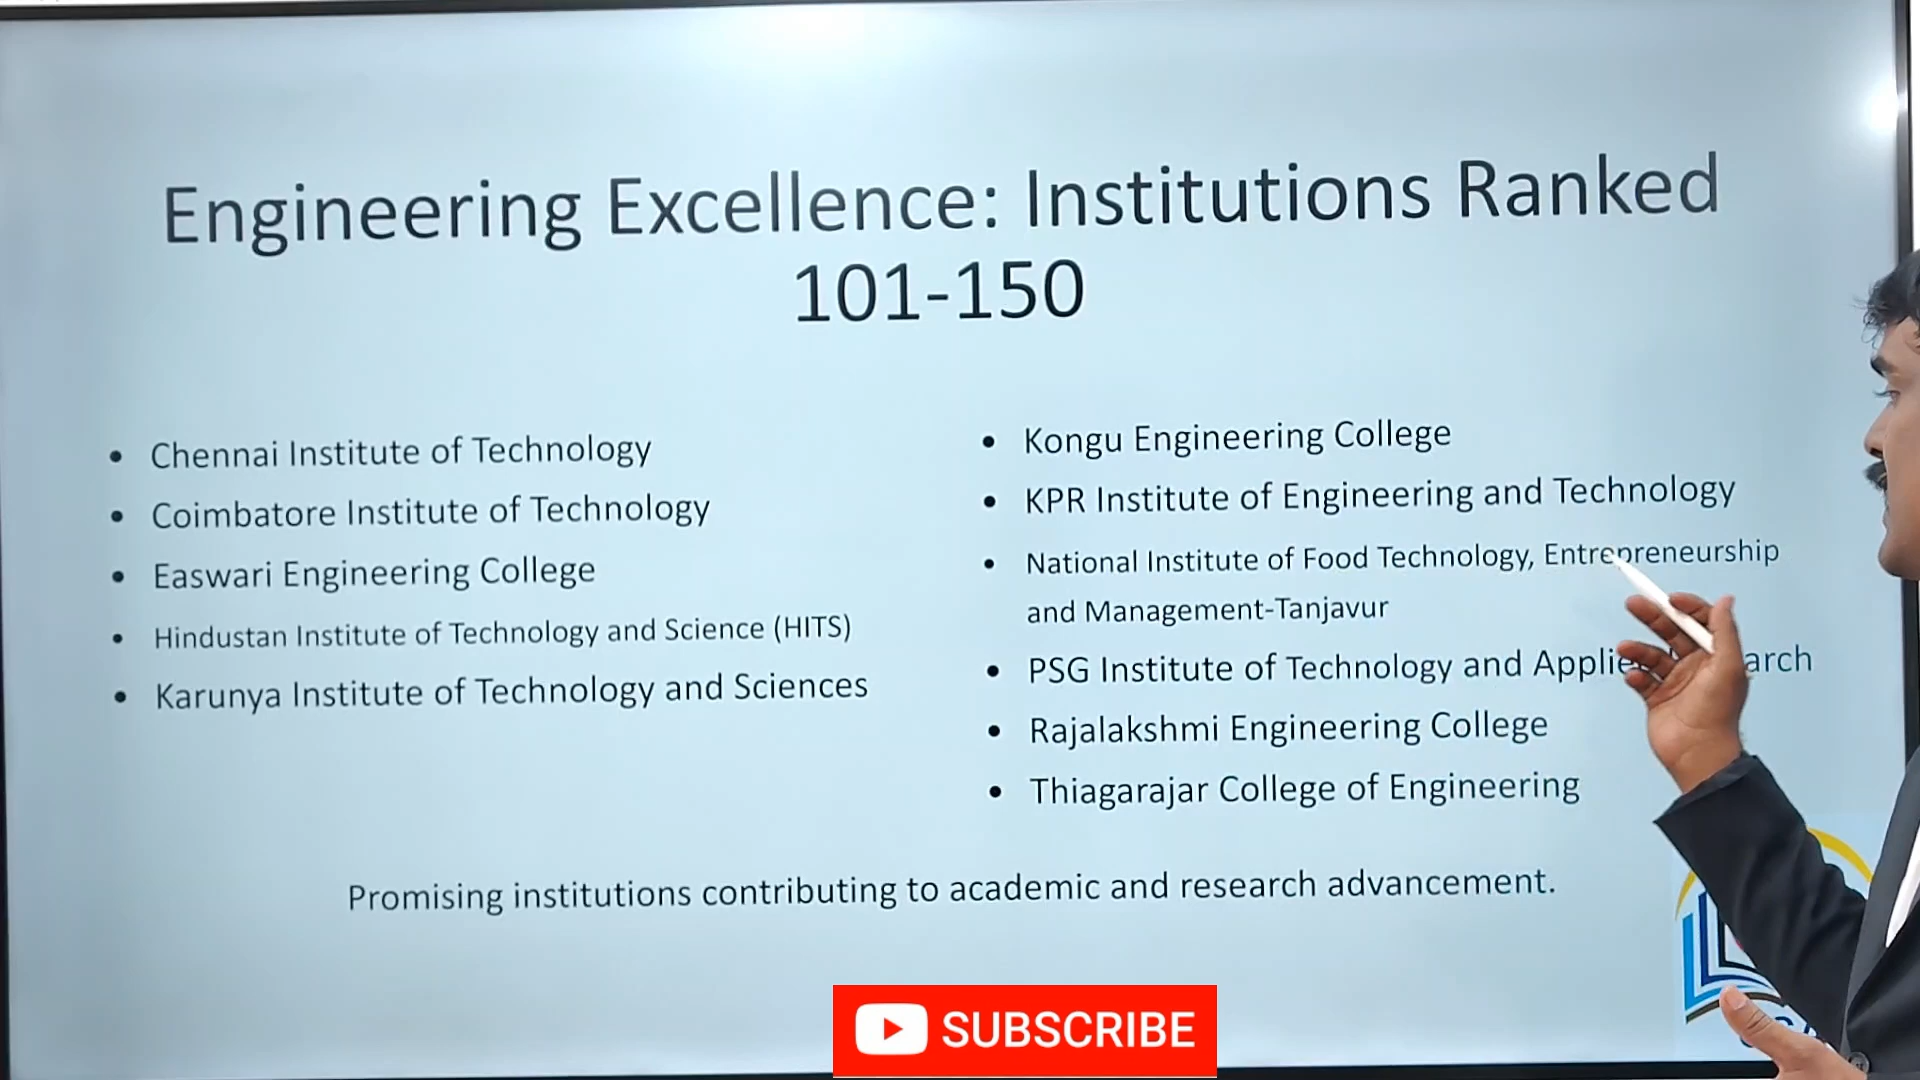 Engineering Excellence: Institutions Ranked
101-150
• Chennai Institute of Technology
• Coimbatore Institute of Technology
• Easwari Engineering College
• Hindustan Institute of Technology and Science (HITS)
• Karunya Institute of Technology and Sciences
• Kongu Engineering College
• KPR Institute of Engineering and Technology
• National Institute of Food Technology, Entrepreneurship
and Management-Tanjavur
• PSG Institute of Technology and
• Rajalakshmi Engineering College
• Thiagarajar College of Engineering
Promising institutions contributing to academic and research advancement.
SUBSCRIBE